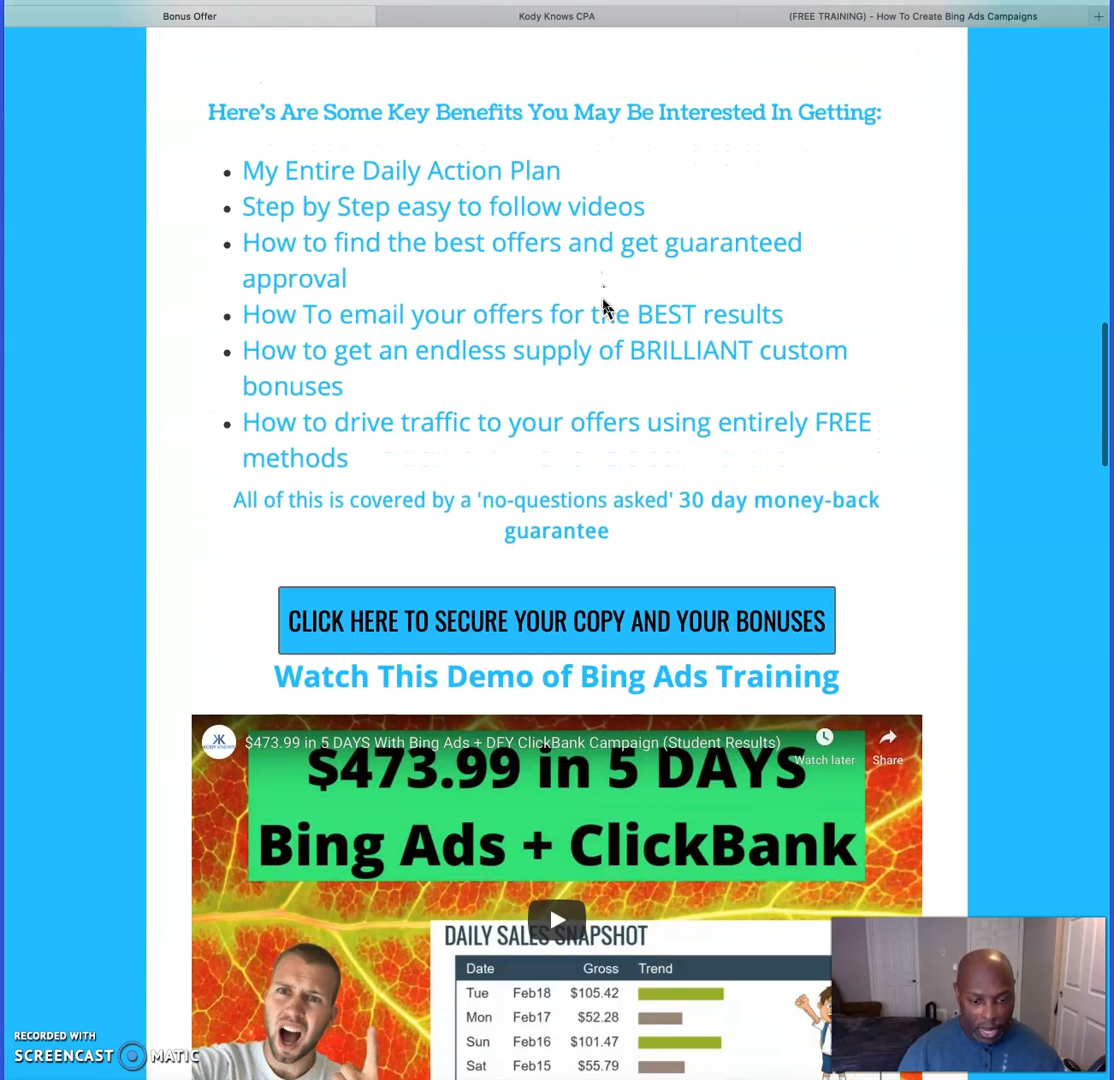 Bonus Offer
Kody Knows CPA
(FREE TRAINING) - How To Create Bing Ads Campaigns
Here's Are Some Key Benefits You May Be Interested In Getting:
My Entire Daily Action Plan
Step by Step easy to follow videos
How to find the best offers and get guaranteed
approval
How To email your offers for the BEST results
How to get an endless supply of BRILLIANT custom
bonuses
How to drive traffic to your offers using entirely FREE
methods
All of this is covered by a 'no-questions asked' 30 day money-back
guarantee
CLICK HERE TO SECURE YOUR COPY AND YOUR BONUSES
Watch This Demo of Bing Ads Training
$473.99 in 5 DAYS With Bing Ads + DFY ClickBank Campaign (Student Results)
Watch later
Share
$473.99 in 5 DAYS
Bing Ads + ClickBank
DAILY SALES SNAPSHOT
Date Gross Trend
Tue Feb18 $105.42
Mon Feb17 $52.28
Sun Feb16 $101.47
Sat Feb15 $55.79
RECORDED WITH
SCREENCAST MATIC